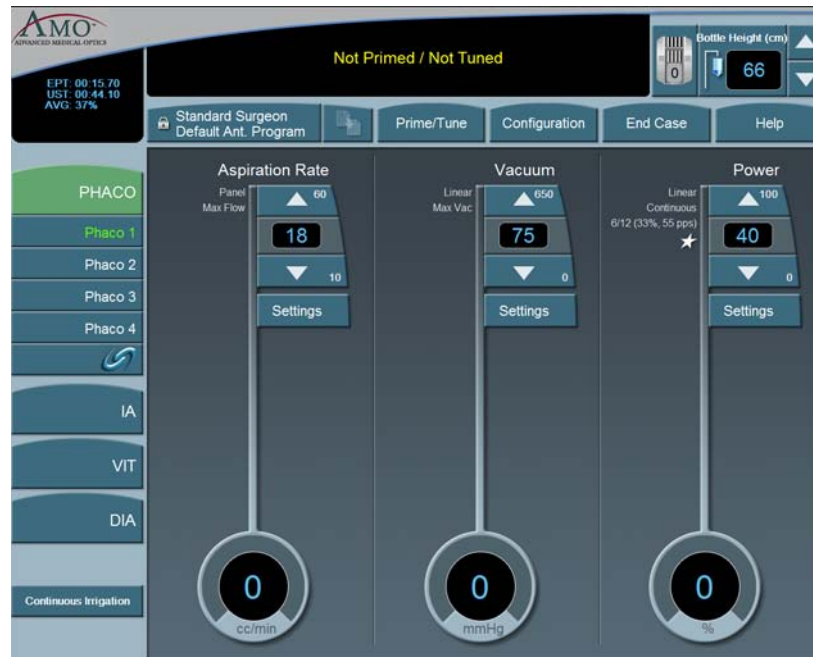 AMO
ADVANCED MEDICAL OPTICS
EPT: 00:15.70
UST: 00:44.10
AVG: 37%
Not Primed / Not Tuned
0
Bottle Height (cm)
66
Standard Surgeon
Default Ant. Program
Prime/Tune
Configuration
End Case
Help
PHACO
Phaco 1
Phaco 2
Phaco 3
Phaco 4
IA
VIT
DIA
Continuous Irrigation
Aspiration Rate
Panel
Max Flow
60
18
10
Settings
0
cc/min
Vacuum
Linear
Max Vac
650
75
0
Settings
0
mmHg
Power
Linear
Continuous
6/12 (33%, 55 pps)
100
40
0
Settings
0
%